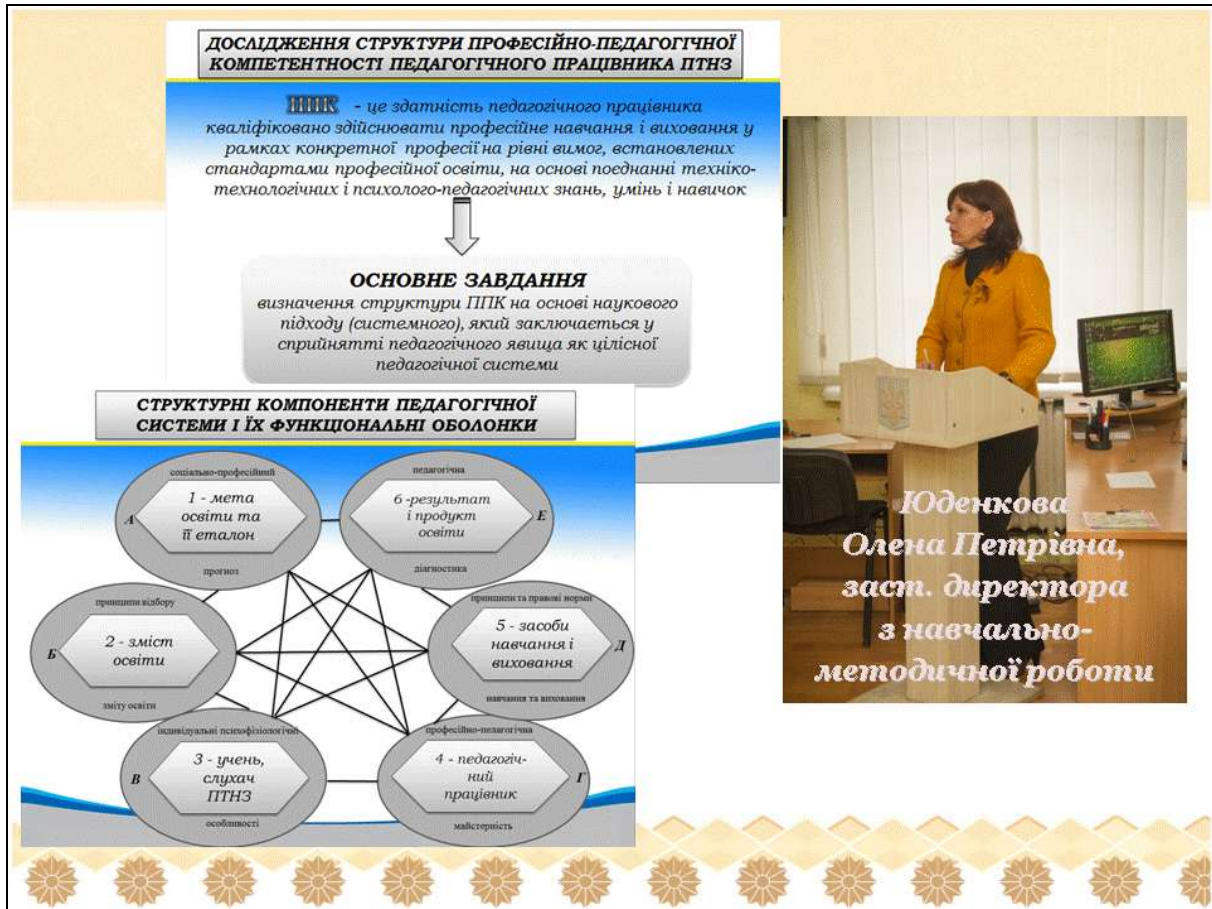 ДОСЛІДЖЕННЯ СТРУКТУРИ ПРОФЕСІЙНО-ПЕДАГОГІЧНОЇ
КОМПЕТЕНТНОСТІ ПЕДАГОГІЧНОГО ПРАЦІВНИКА ПТНЗ
ППК - це здатність педагогічного працівника
кваліфіковано здійснювати професійне навчання і виховання у
рамках конкретної професії на рівні вимог, встановлених
стандартами професійної освіти, на основі поєднанні техніко-
технологічних і психолого-педагогічних знань, умінь і навичок
ОСНОВНЕ ЗАВДАННЯ
визначення структури ППК на основі наукового
підходу (системного), який заключається у
сприйнятті педагогічного явища як цілісної
педагогічної системи
СТРУКТУРНІ КОМПОНЕНТИ ПЕДАГОГІЧНОЇ
СИСТЕМИ І ЇХ ФУНКЦІОНАЛЬНІ ОБОЛОНКИ
соціально-професійний
А
1 - мета
освіти та
її еталон
прогноз
педагогічна
6 -результат
і продукт
освіти
Е
діагностика
принципи відбору
Б
2 - зміст
освіти
зміту освіти
принципи та правові норми
5 - засоби
навчання і
виховання
Д
навчання та виховання
індивідуальні психофізіологічні
В
3 - учень,
слухач
ПТНЗ
особливості
професійно-педагогічна
4 - педагогіч-
ний
працівник
Г
майстерність
Юденкова
Олена Петрівна,
заст. директора
з навчально-
методичної роботи